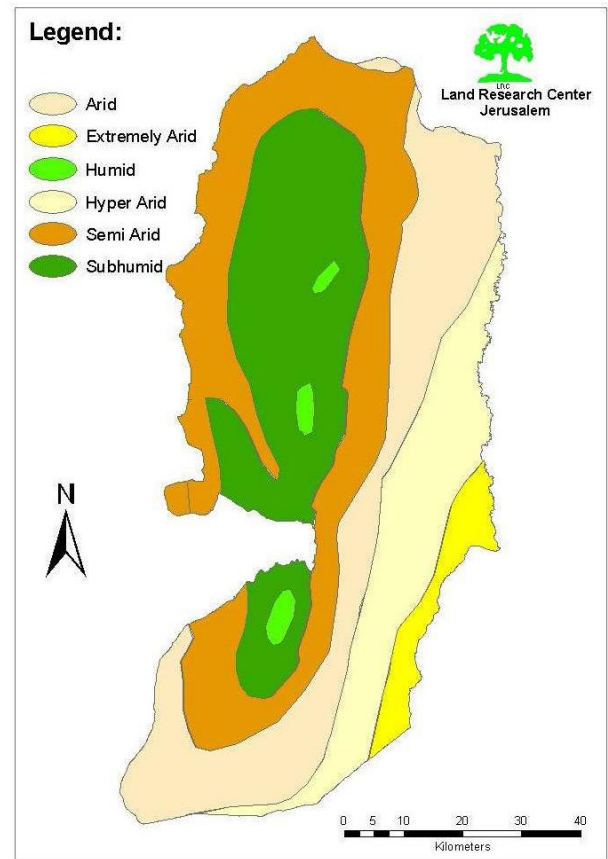 Legend:
Arid
Extremely Arid
Humid
Hyper Arid
Semi Arid
Subhumid
LRC
Land Research Center
Jerusalem
N
0 5 10 20 30 40
Kilometers